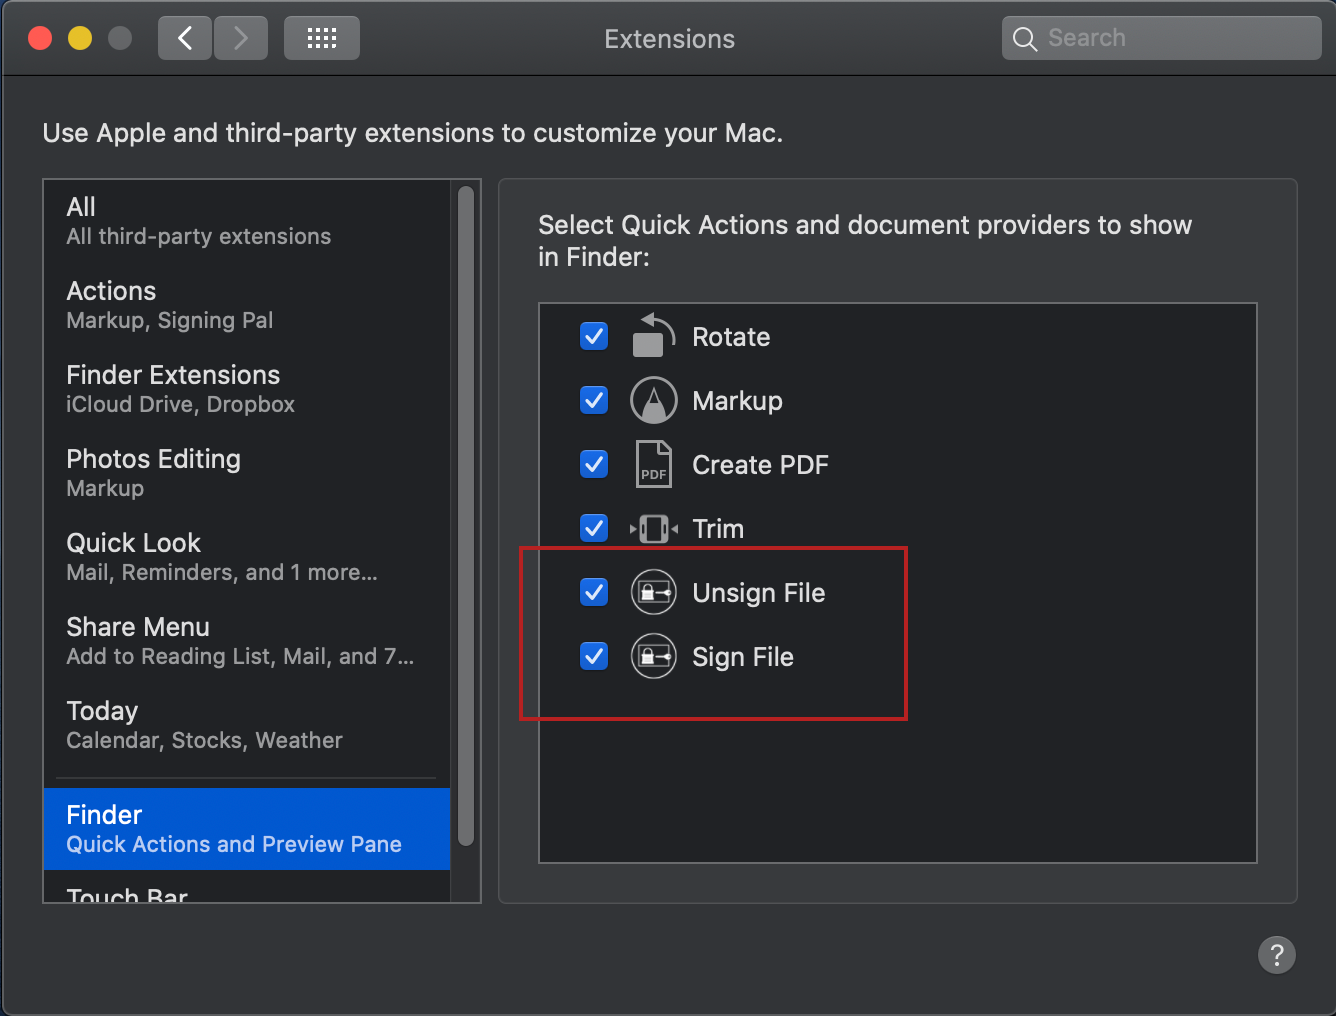 Extensions
Search
Use Apple and third-party extensions to customize your Mac.
All
All third-party extensions
Actions
Markup, Signing Pal
Finder Extensions
iCloud Drive, Dropbox
Photos Editing
Markup
Quick Look
Mail, Reminders, and 1 more...
Share Menu
Add to Reading List, Mail, and 7...
Today
Calendar, Stocks, Weather
Finder
Quick Actions and Preview Pane
Touch Bar
Select Quick Actions and document providers to show
in Finder:
Rotate
Markup
PDF
Create PDF
Trim
Unsign File
Sign File
?